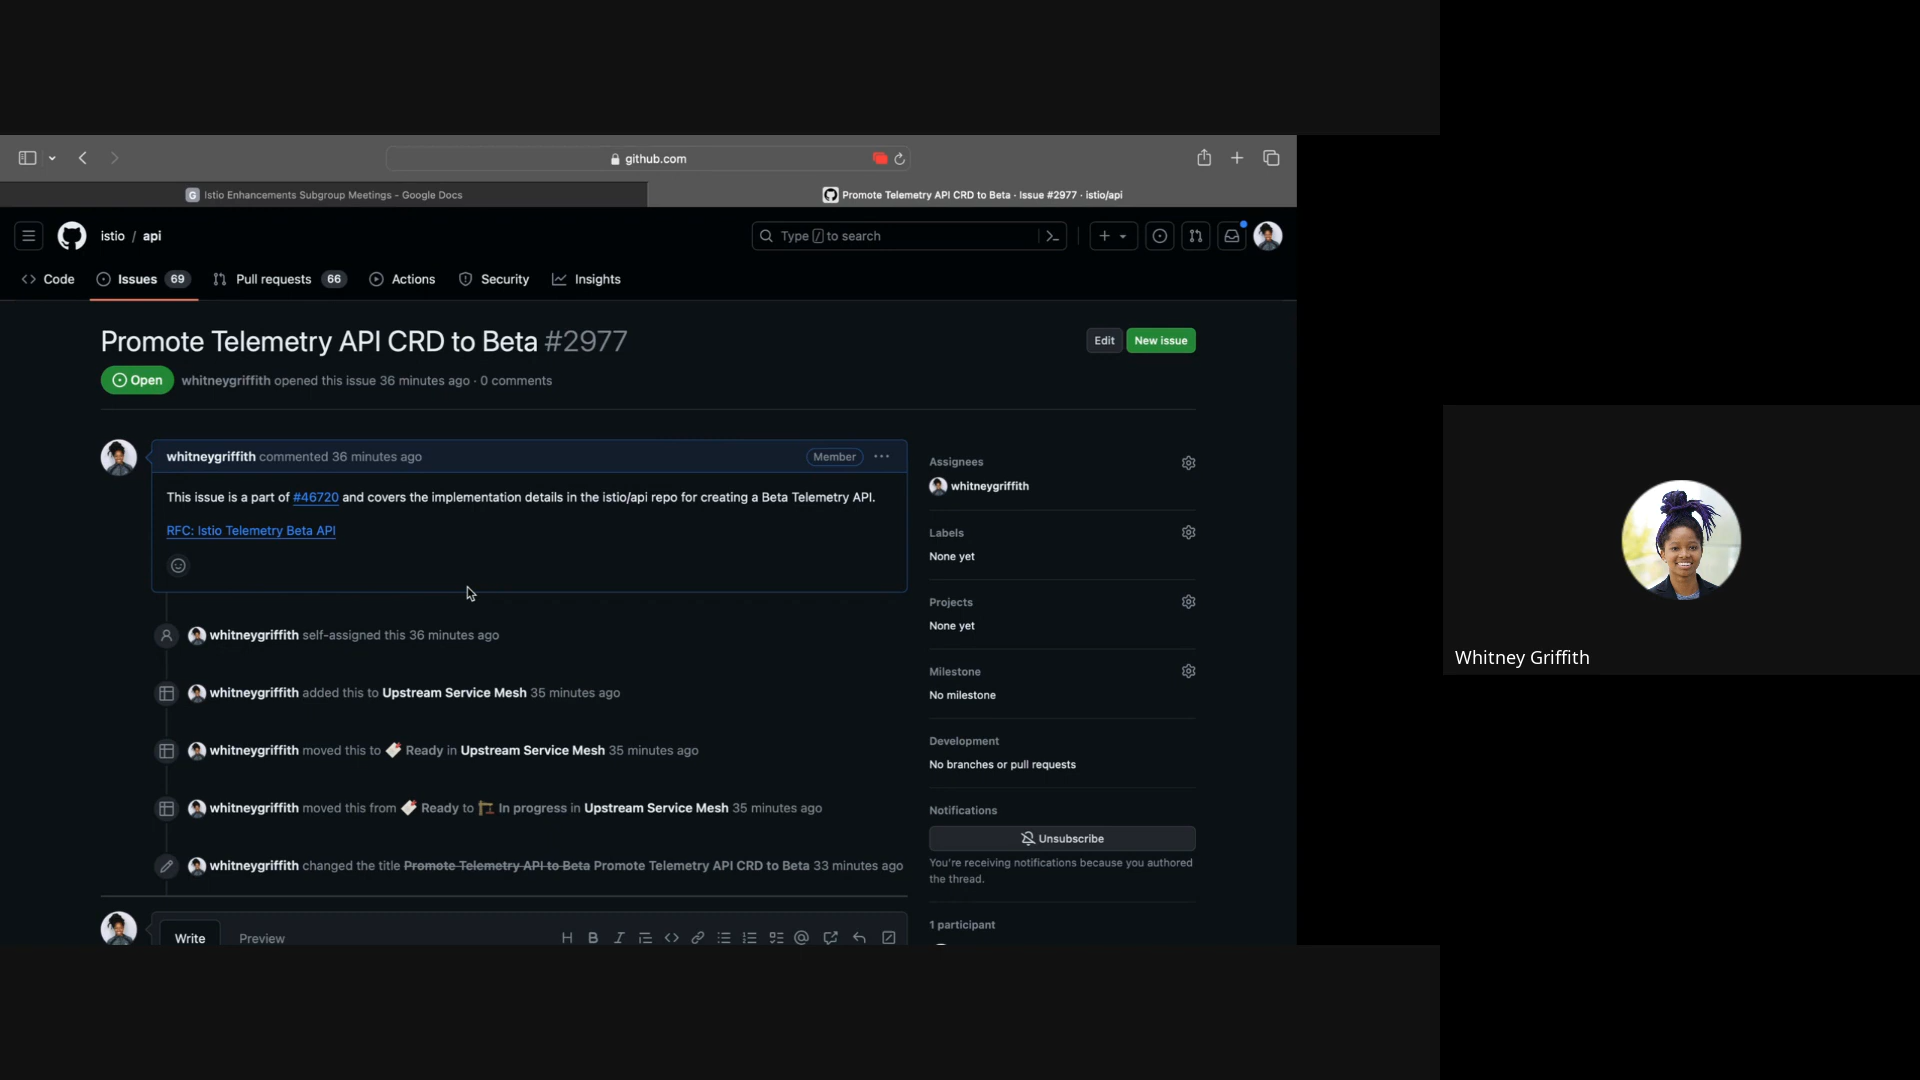 github.com
Istio Enhancements Subgroup Meetings - Google Docs
Promote Telemetry API CRD to Beta · Issue #2977 · istio/api
istio / api
Type / to search
Code
Issues 69
Pull requests 66
Actions
Security
Insights
Promote Telemetry API CRD to Beta #2977
Edit
New issue
Open
whitneygriffith opened this issue 36 minutes ago · 0 comments
whitneygriffith commented 36 minutes ago
Member
This issue is a part of #46720 and covers the implementation details in the istio/api repo for creating a Beta Telemetry API.
RFC: Istio Telemetry Beta API
whitneygriffith self-assigned this 36 minutes ago
whitneygriffith added this to Upstream Service Mesh 35 minutes ago
whitneygriffith moved this to Ready in Upstream Service Mesh 35 minutes ago
whitneygriffith moved this from Ready to In progress in Upstream Service Mesh 35 minutes ago
whitneygriffith changed the title Promote Telemetry API to Beta Promote Telemetry API CRD to Beta 33 minutes ago
Write
Preview
Assignees
whitneygriffith
Labels
None yet
Projects
None yet
Milestone
No milestone
Development
No branches or pull requests
Notifications
Unsubscribe
You're receiving notifications because you authored
the thread.
1 participant
Whitney Griffith